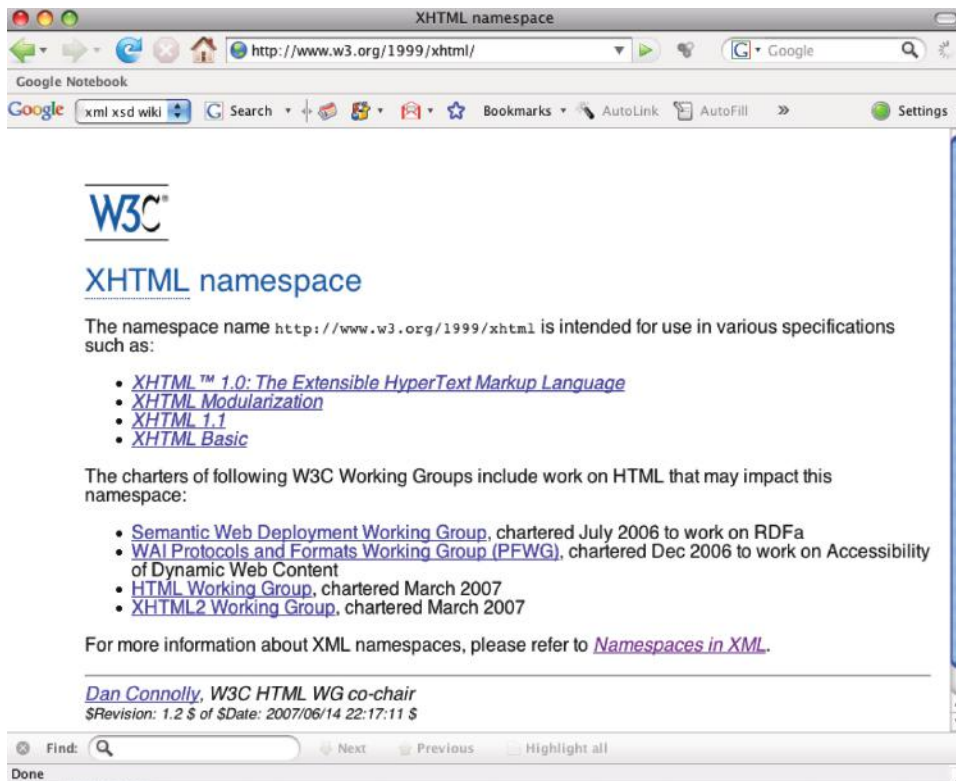 XHTML namespace
http://www.w3.org/1999/xhtml/
G Google
Google Notebook
Google xml xsd wiki G Search Bookmarks AutoLink AutoFill » Settings
W3C®
XHTML namespace
The namespace name http://www.w3.org/1999/xhtml is intended for use in various specifications
such as:
• XHTML™ 1.0: The Extensible HyperText Markup Language
• XHTML Modularization
• XHTML 1.1
• XHTML Basic
The charters of following W3C Working Groups include work on HTML that may impact this
namespace:
• Semantic Web Deployment Working Group, chartered July 2006 to work on RDFa
• WAI Protocols and Formats Working Group (PFWG), chartered Dec 2006 to work on Accessibility
of Dynamic Web Content
• HTML Working Group, chartered March 2007
• XHTML2 Working Group, chartered March 2007
For more information about XML namespaces, please refer to Namespaces in XML.
Dan Connolly, W3C HTML WG co-chair
$Revision: 1.2 $ of $Date: 2007/06/14 22:17:11 $
Find: Next Previous Highlight all
Done